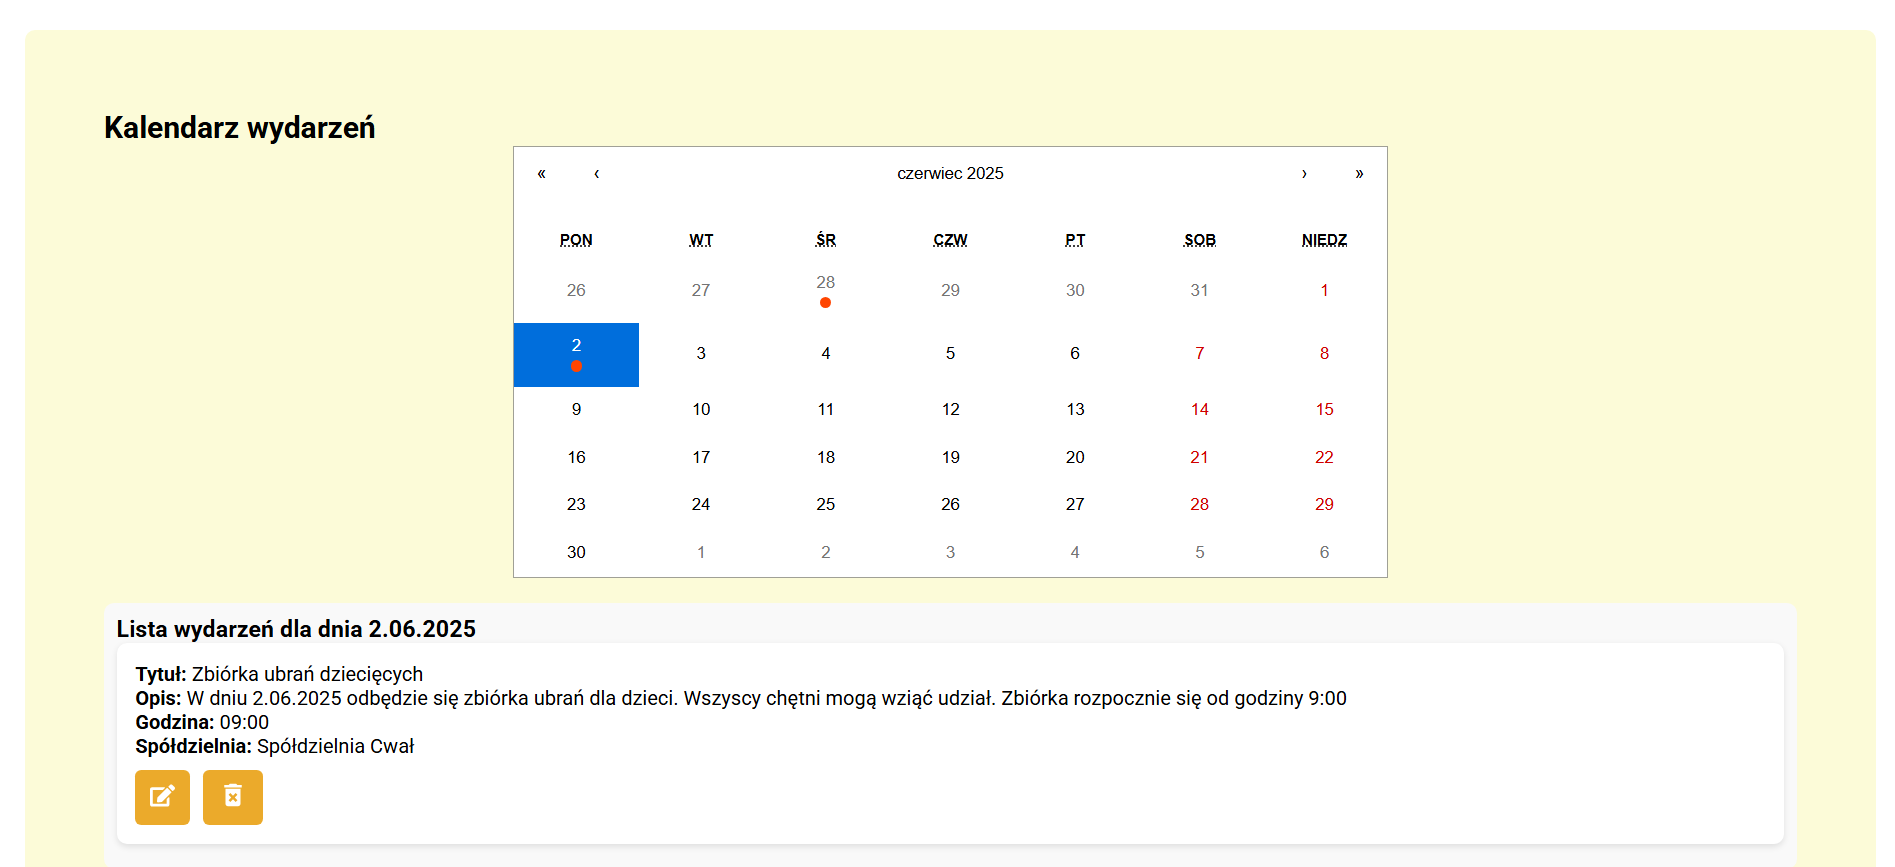 Kalendarz wydarzeń
« ‹ czerwiec 2025 › »
PON WT ŚR CZW PT SOB NIEDZ
26 27 28 29 30 31 1
2 3 4 5 6 7 8
9 10 11 12 13 14 15
16 17 18 19 20 21 22
23 24 25 26 27 28 29
30 1 2 3 4 5 6
Lista wydarzeń dla dnia 2.06.2025
Tytuł: Zbiórka ubrań dziecięcych
Opis: W dniu 2.06.2025 odbędzie się zbiórka ubrań dla dzieci. Wszyscy chętni mogą wziąć udział. Zbiórka rozpocznie się od godziny 9:00
Godzina: 09:00
Spółdzielnia: Spółdzielnia Cwał